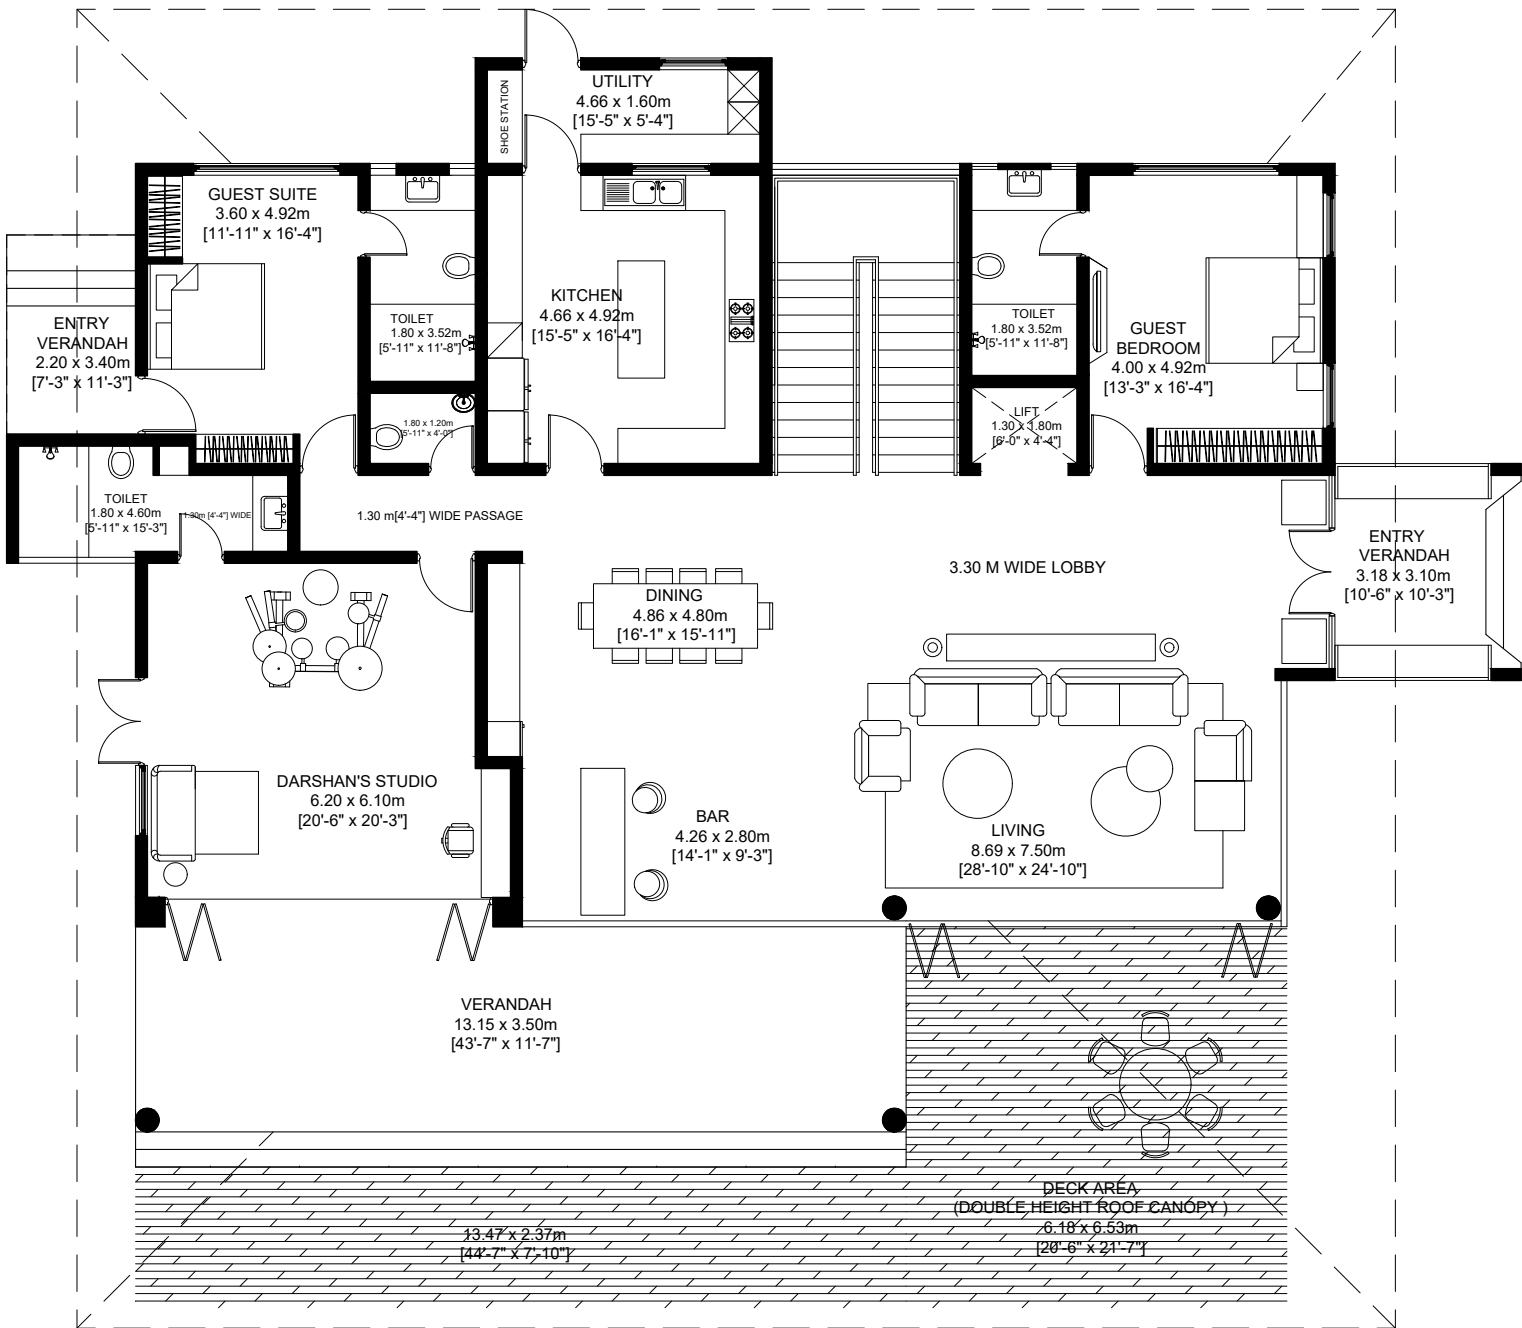 SHOE STATION
UTILITY
4.66 x 1.60m
[15'-5" x 5'-4"]
GUEST SUITE
3.60 x 4.92m
[11'-11" x 16'-4"]
ENTRY
VERANDAH
2.20 x 3.40m
[7'-3" x 11'-3"]
TOILET
1.80 x 3.52m
[5'-11" x 11'-8"]
KITCHEN
4.66 x 4.92m
[15'-5" x 16'-4"]
TOILET
1.80 x 3.52m
[5'-11" x 11'-8"]
GUEST
BEDROOM
4.00 x 4.92m
[13'-3" x 16'-4"]
1.80 x 1.20m
[5'-11" x 4'-0"]
LIFT
1.30 x 1.80m
[6'-0" x 4'-4"]
TOILET
1.80 x 4.60m
[5'-11" x 15'-3"]
1.30m [4'-4"] WIDE
1.30 m[4'-4"] WIDE PASSAGE
3.30 M WIDE LOBBY
ENTRY
VERANDAH
3.18 x 3.10m
[10'-6" x 10'-3"]
DINING
4.86 x 4.80m
[16'-1" x 15'-11"]
DARSHAN'S STUDIO
6.20 x 6.10m
[20'-6" x 20'-3"]
BAR
4.26 x 2.80m
[14'-1" x 9'-3"]
LIVING
8.69 x 7.50m
[28'-10" x 24'-10"]
VERANDAH
13.15 x 3.50m
[43'-7" x 11'-7"]
DECK AREA
(DOUBLE HEIGHT ROOF CANOPY )
6.18 x 6.53m
[20'-6" x 21'-7"]
13.47 x 2.37m
[44'-7" x 7'-10"]